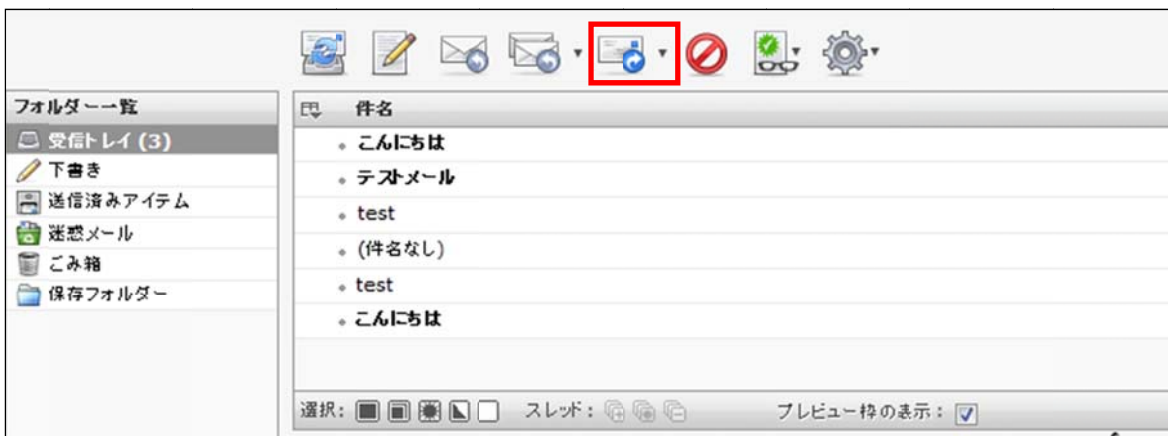 フォルダー一覧
受信トレイ (3)
下書き
送信済みアイテム
迷惑メール
ごみ箱
保存フォルダー
件名
こんにちは
テストメール
test
(件名なし)
test
こんにちは
選択: スレッド: プレビュー枠の表示: